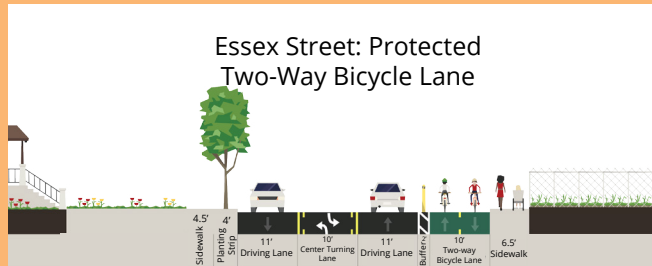 Essex Street: Protected
Two-Way Bicycle Lane
4.5'
Sidewalk
4'
Planting
Strip
11'
Driving Lane
10'
Center Turning
Lane
11'
Driving Lane
Buffer
10'
Two-way
Bicycle Lane
6.5'
Sidewalk